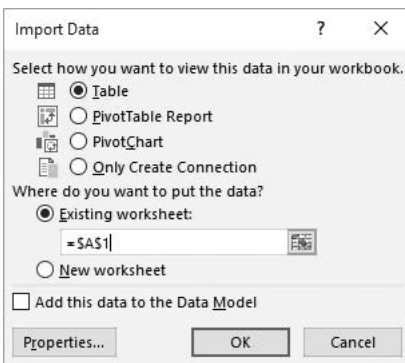 Import Data ? ×
Select how you want to view this data in your workbook.
Table
PivotTable Report
PivotChart
Only Create Connection
Where do you want to put the data?
Existing worksheet:
=$A$1
New worksheet
Add this data to the Data Model
Properties... OK Cancel